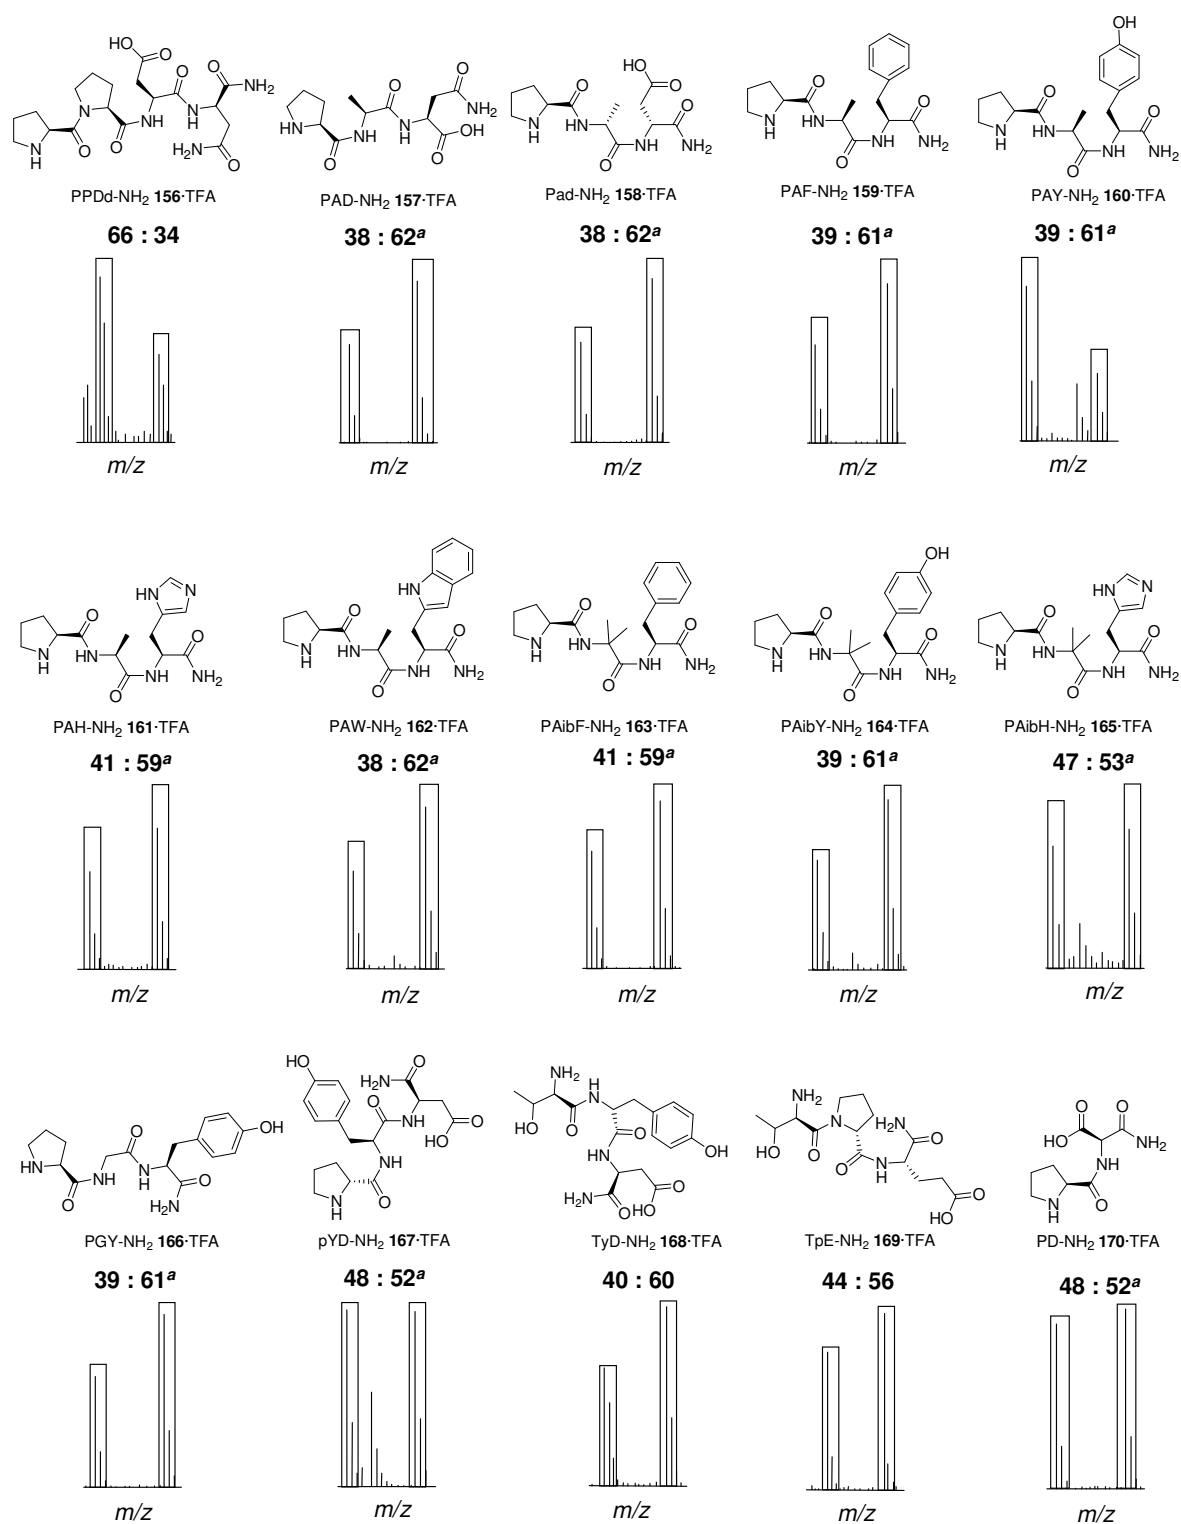 PPDd-NH2 156·TFA
PAD-NH2 157·TFA
Pad-NH2 158·TFA
PAF-NH2 159·TFA
PAY-NH2 160·TFA
66 : 34
38 : 62a
38 : 62a
39 : 61a
39 : 61a
m/z
m/z
m/z
m/z
m/z
PAH-NH2 161·TFA
PAW-NH2 162·TFA
PAibF-NH2 163·TFA
PAibY-NH2 164·TFA
PAibH-NH2 165·TFA
41 : 59a
38 : 62a
41 : 59a
39 : 61a
47 : 53a
m/z
m/z
m/z
m/z
m/z
PGY-NH2 166·TFA
pYD-NH2 167·TFA
TyD-NH2 168·TFA
TpE-NH2 169·TFA
PD-NH2 170·TFA
39 : 61a
48 : 52a
40 : 60
44 : 56
48 : 52a
m/z
m/z
m/z
m/z
m/z